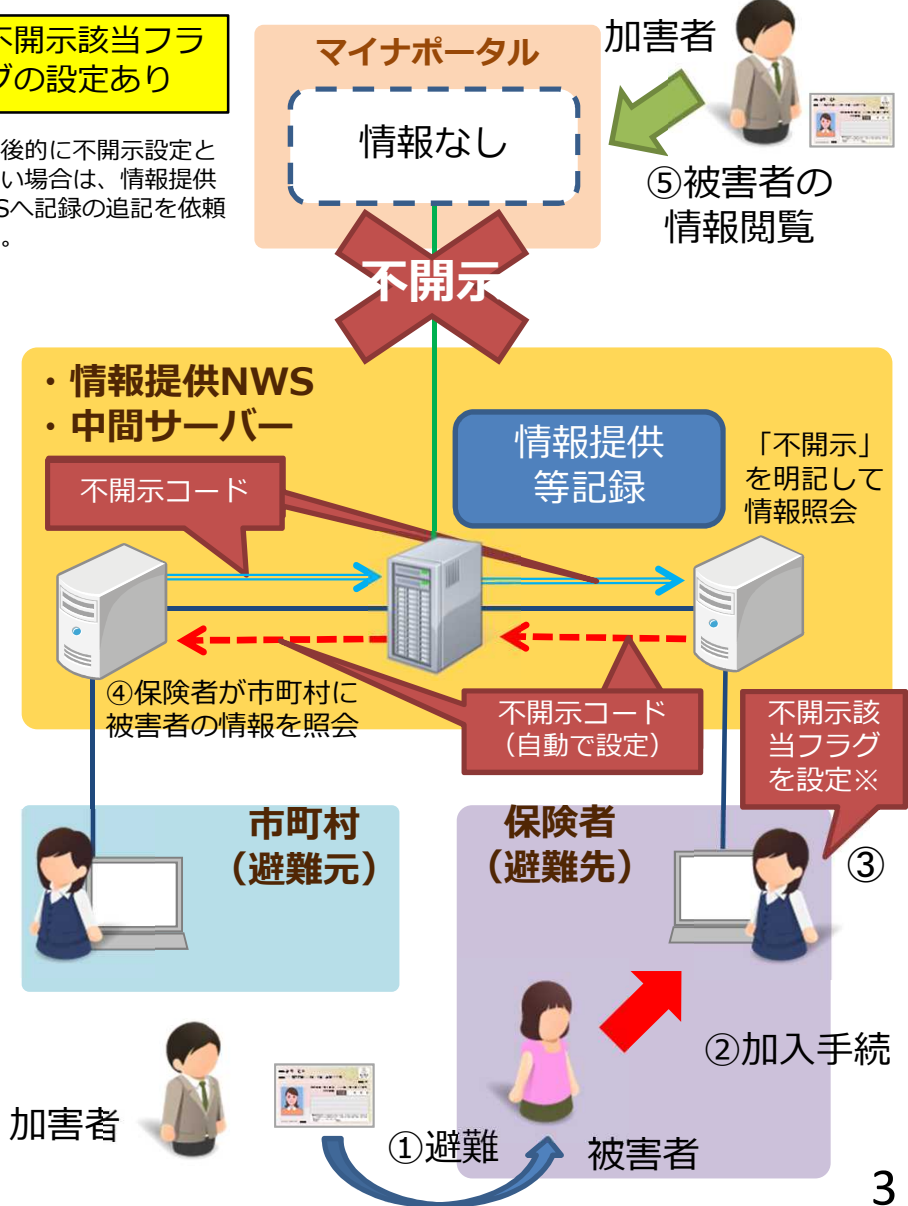 不開示該当フラ
グの設定あり
後的に不開示設定と
い場合は、情報提供
Sへ記録の追記を依頼
。
マイナポータル
情報なし
加害者
⑤被害者の
情報閲覧
不開示
・情報提供NWS
・中間サーバー
情報提供
等記録
「不開示」
を明記して
情報照会
不開示コード
④保険者が市町村に
被害者の情報を照会
不開示コード
（自動で設定）
不開示該
当フラグ
を設定※
市町村
（避難元）
保険者
（避難先）
③
②加入手続
加害者
①避難
被害者
3